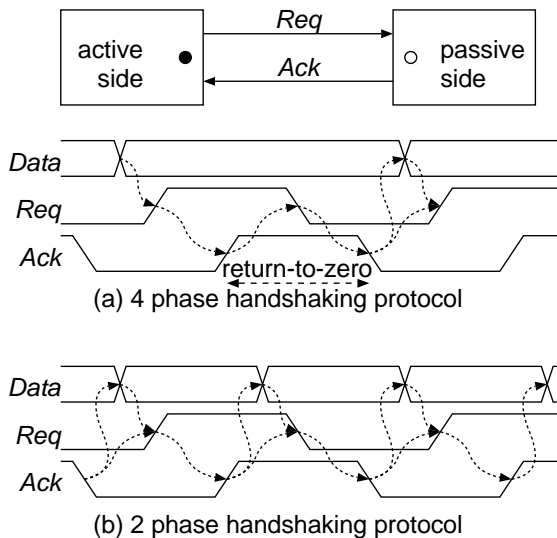 Req
active side
passive side
Ack
Data
Req
Ack
return-to-zero
(a) 4 phase handshaking protocol
Data
Req
Ack
(b) 2 phase handshaking protocol